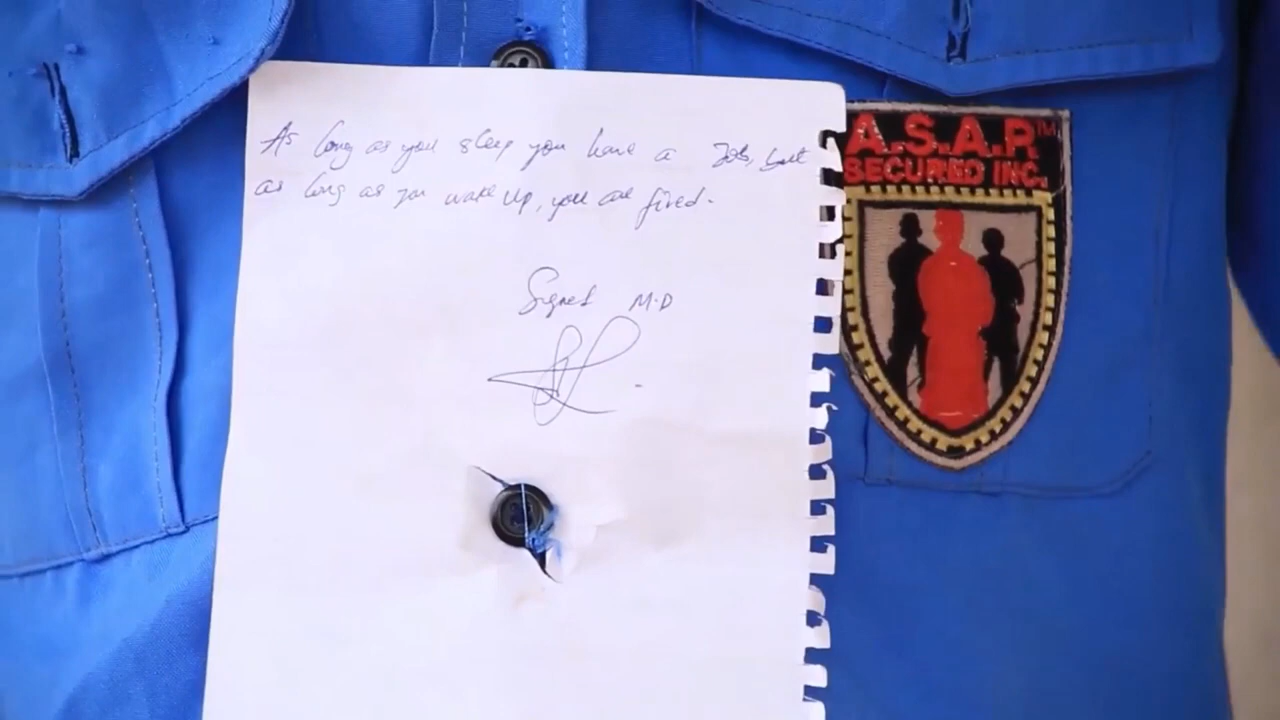 As long as you sleep you have a Job, but
as long as you wake up, you are fired.
Signed M.D
A.S.A.P™
SECURED INC.